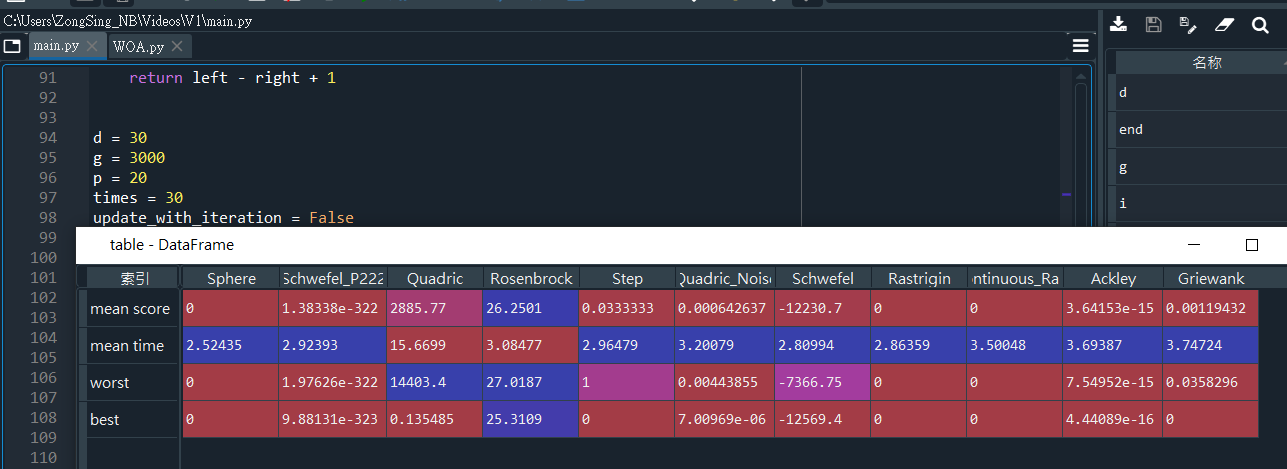 C:\Users\ZongSing_NB\Videos\V1\main.py
main.py
WOA.py
名称
91 return left - right + 1
92
93
94 d = 30
95 g = 3000
96 p = 20
97 times = 30
98 update_with_iteration = False
99
100
101
102
103
104
105
106
107
108
109
110
d
end
g
i
table - DataFrame
索引 Sphere Schwefel_P222 Quadric Rosenbrock Step Quadric_Noise Schwefel Rastrigin ntinuous_Ra Ackley Griewank
mean score 0 1.38338e-322 2885.77 26.2501 0.0333333 0.000642637 -12230.7 0 0 3.64153e-15 0.00119432
mean time 2.52435 2.92393 15.6699 3.08477 2.96479 3.20079 2.80994 2.86359 3.50048 3.69387 3.74724
worst 0 1.97626e-322 14403.4 27.0187 1 0.00443855 -7366.75 0 0 7.54952e-15 0.0358296
best 0 9.88131e-323 0.135485 25.3109 0 7.00969e-06 -12569.4 0 0 4.44089e-16 0